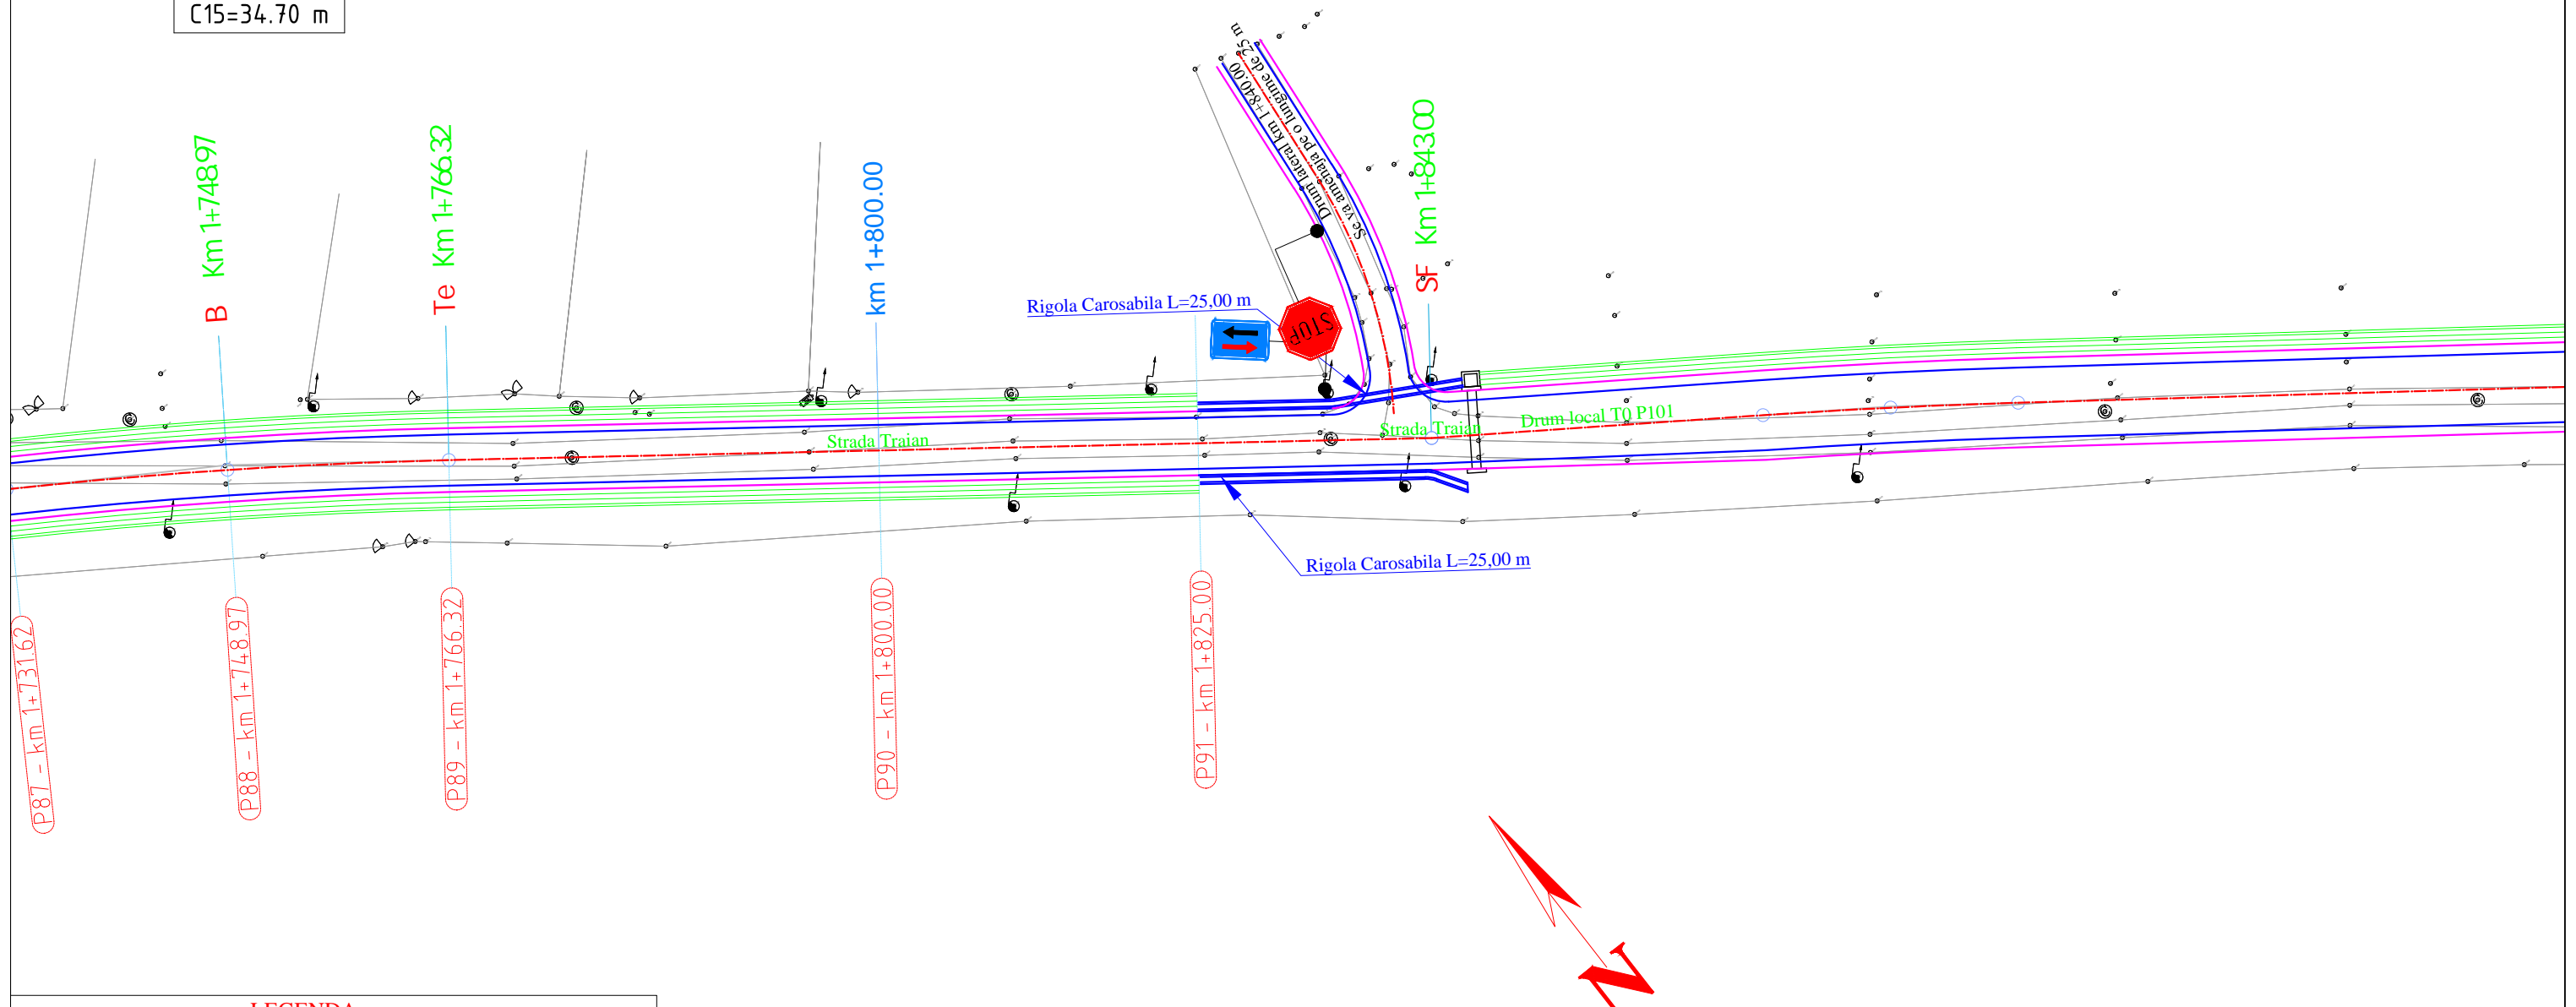 C15=34.70 m
Drum lateral km 1+840.00
Se va amenaja pe o lungime de 25 m
B Km 1+748.97
Te Km 1+766.32
km 1+800.00
SF Km 1+843.00
Rigola Carosabila L=25,00 m
STOP
Strada Traian
Strada Traian
Drum local T0 P101
Rigola Carosabila L=25,00 m
P87 - km 1+731.62
P88 - km 1+748.97
P89 - km 1+766.32
P90 - km 1+800.00
P91 - km 1+825.00
N
LEGENDA